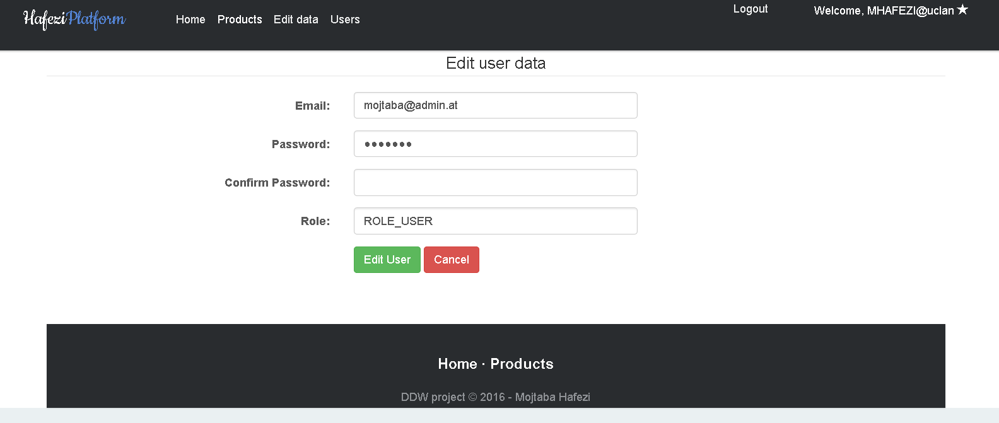 HafeziPlatform
Home Products Edit data Users
Logout
Welcome, MHAFEZI@uclan ★
Edit user data
Email: mojtaba@admin.at
Password: •••••••
Confirm Password:
Role: ROLE_USER
Edit User Cancel
Home · Products
DDW project © 2016 - Mojtaba Hafezi